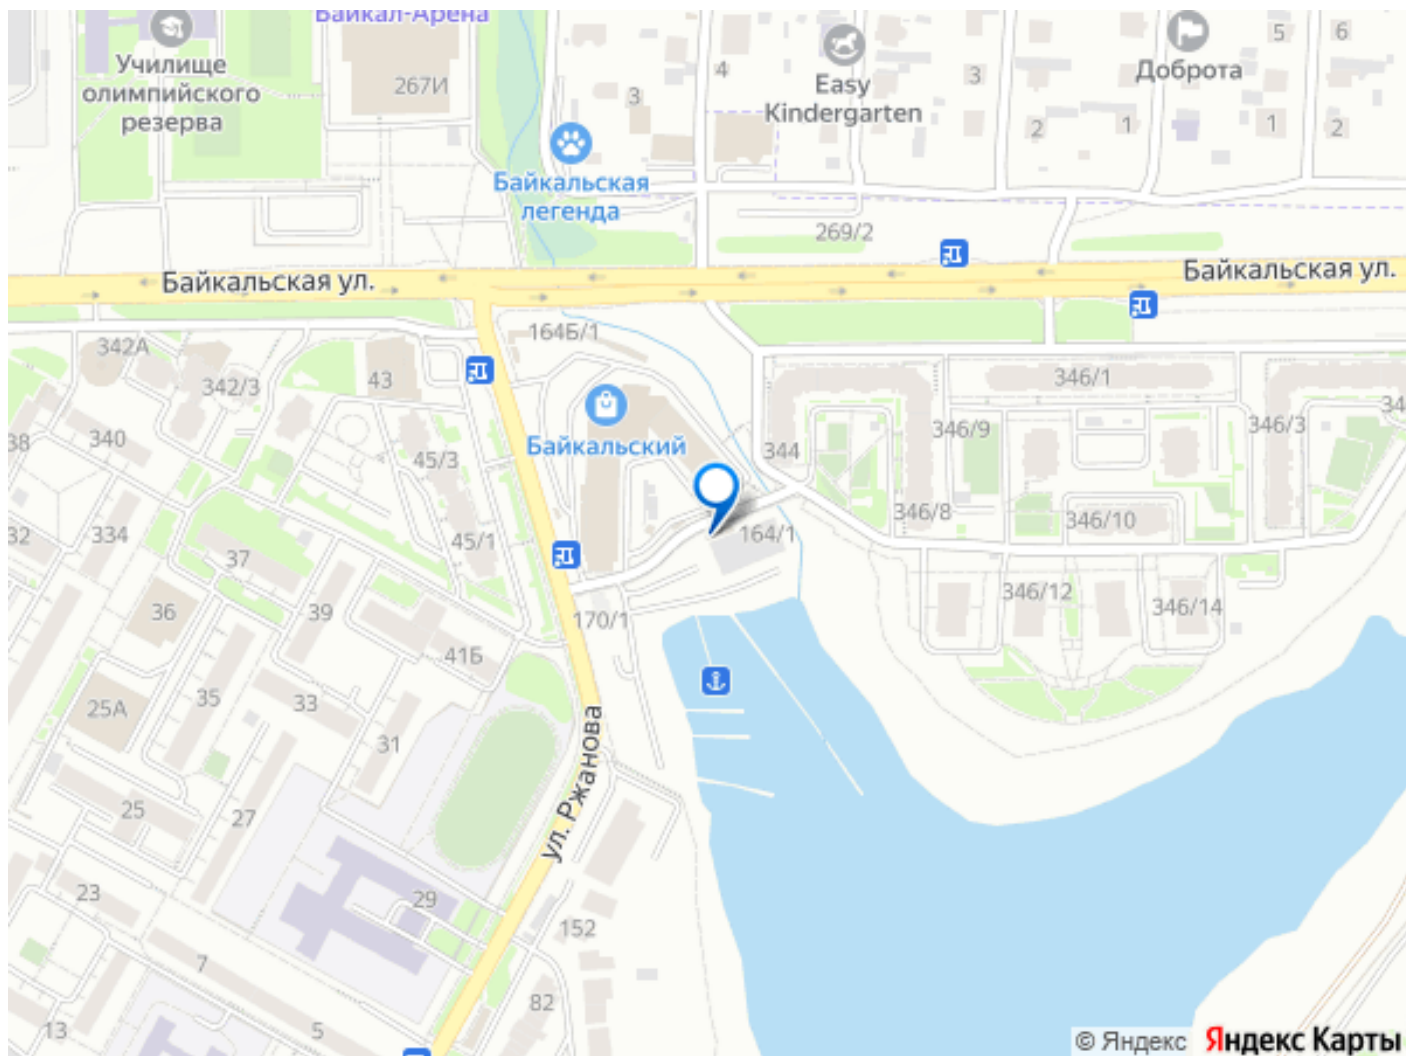 Байкал-Арена
Училище
олимпийского
резерва
267И
3
4
Easy
Kindergarten
3
Доброта
5
6
2
1
1
2
Байкальская
легенда
269/2
Байкальская ул.
Байкальская ул.
342А
342/3
43
164Б/1
346/1
340
38
45/3
Байкальский
344
346/9
346/3
34
32
334
45/1
164/1
346/8
346/10
37
36
39
170/1
346/12
346/14
41Б
35
33
25А
31
ул. Ржанова
25
27
23
29
152
7
82
13
5
© Яндекс
Яндекс Карты